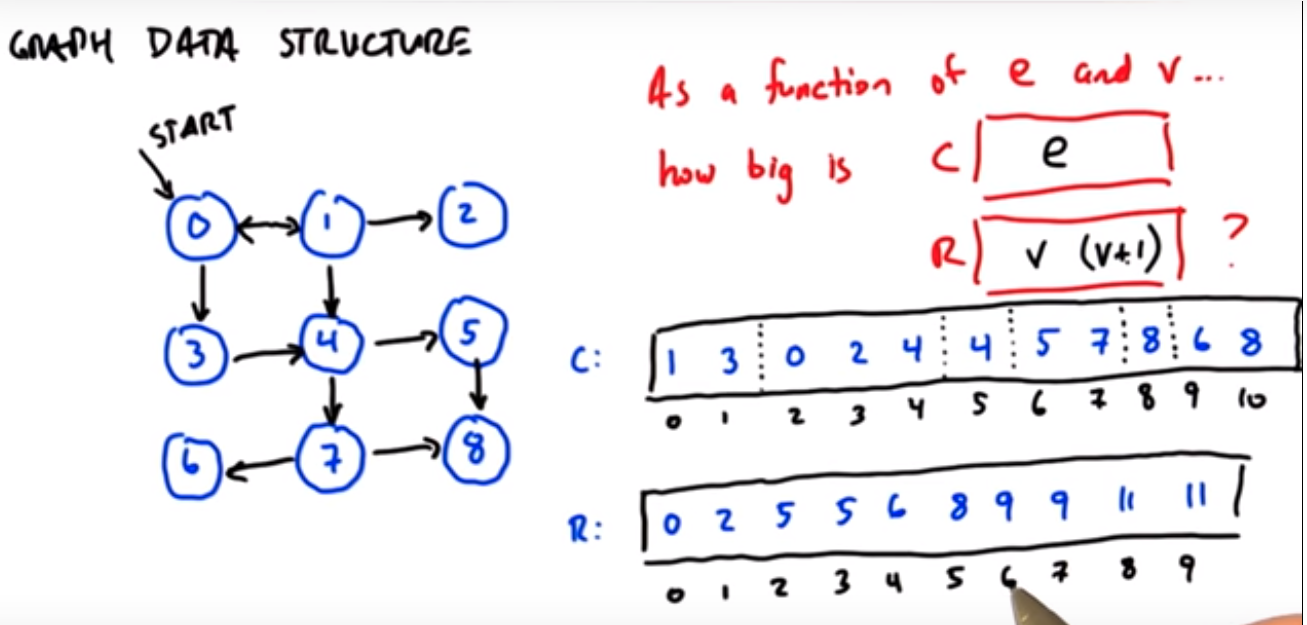 GRAPH DATA STRUCTURE
START
0 1 2
3 4 5
6 7 8
As a function of e and v...
how big is C e
R v (v+1) ?
C: 1 3 0 2 4 4 5 7 8 6 8
0 1 2 3 4 5 6 7 8 9 10
R: 0 2 5 5 6 8 9 9 11 11
0 1 2 3 4 5 6 7 8 9